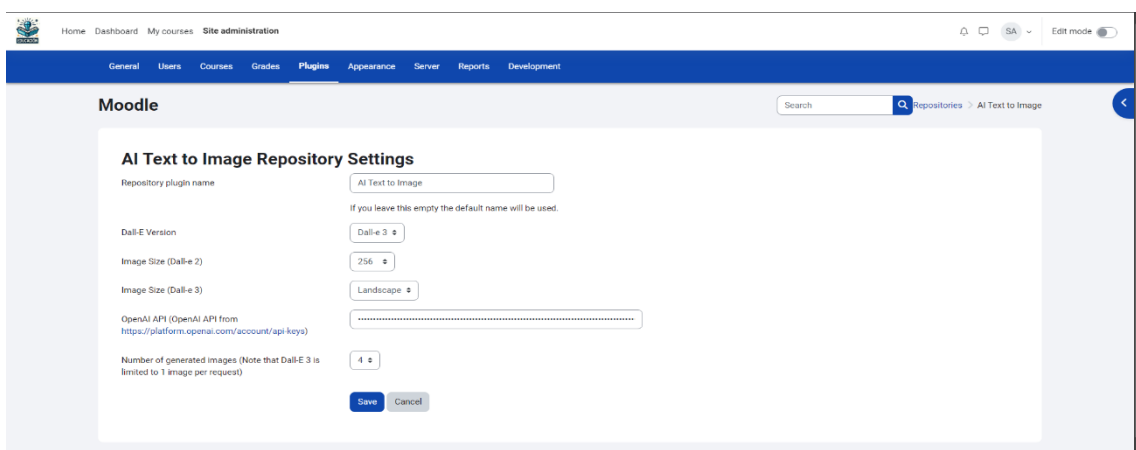 Home Dashboard My courses Site administration
SA
Edit mode
General Users Courses Grades Plugins Appearance Server Reports Development
Moodle
Search
Repositories > AI Text to Image
AI Text to Image Repository Settings
Repository plugin name
AI Text to Image
If you leave this empty the default name will be used.
Dall-E Version
Dall-e 3
Image Size (Dall-e 2)
256
Image Size (Dall-e 3)
Landscape
OpenAI API (OpenAI API from
https://platform.openai.com/account/api-keys)
Number of generated images (Note that Dall-E 3 is
limited to 1 image per request)
4
Save Cancel